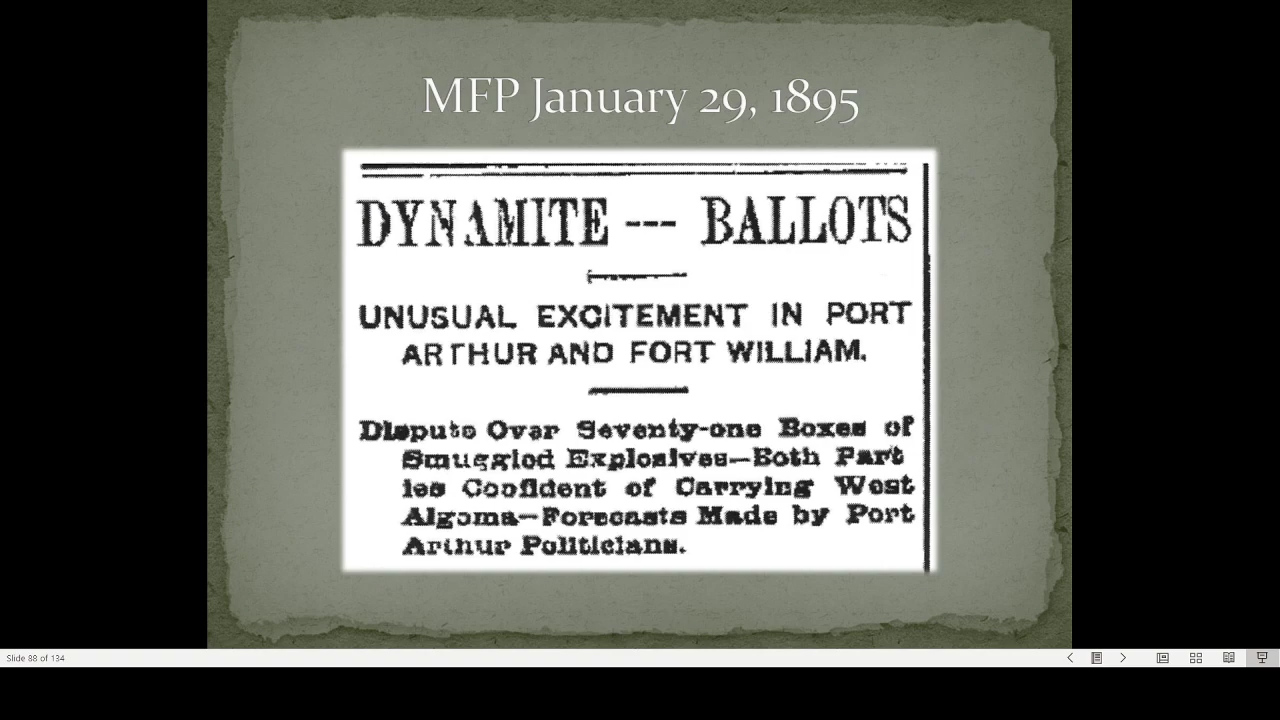 MFP January 29, 1895
DYNAMITE --- BALLOTS
UNUSUAL EXCITEMENT IN PORT
ARTHUR AND FORT WILLIAM.
Dispute Over Seventy-one Boxes of
Smuggled Explosives—Both Part
ies Confident of Carrying West
Algoma—Forecasts Made by Port
Arthur Politicians.
Slide 88 of 134